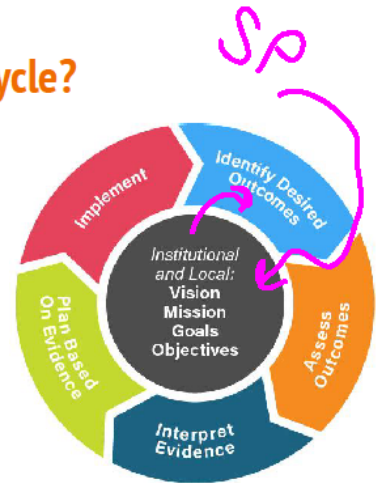 SP
ycle?
Implement
Identify Desired
Outcomes
Institutional
and Local:
Vision
Mission
Goals
Objectives
Assess
Outcomes
Interpret
Evidence
Plan Based
On Evidence